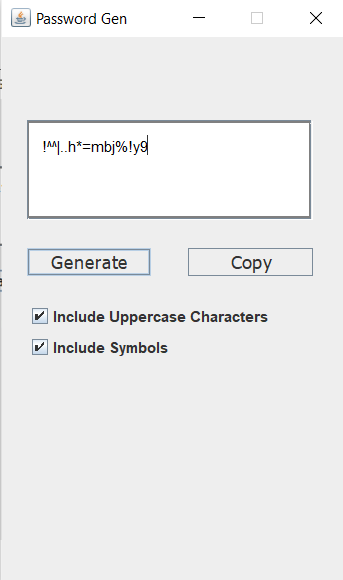 Password Gen
!^^|..h*=mbj%!y9
Generate
Copy
Include Uppercase Characters
Include Symbols